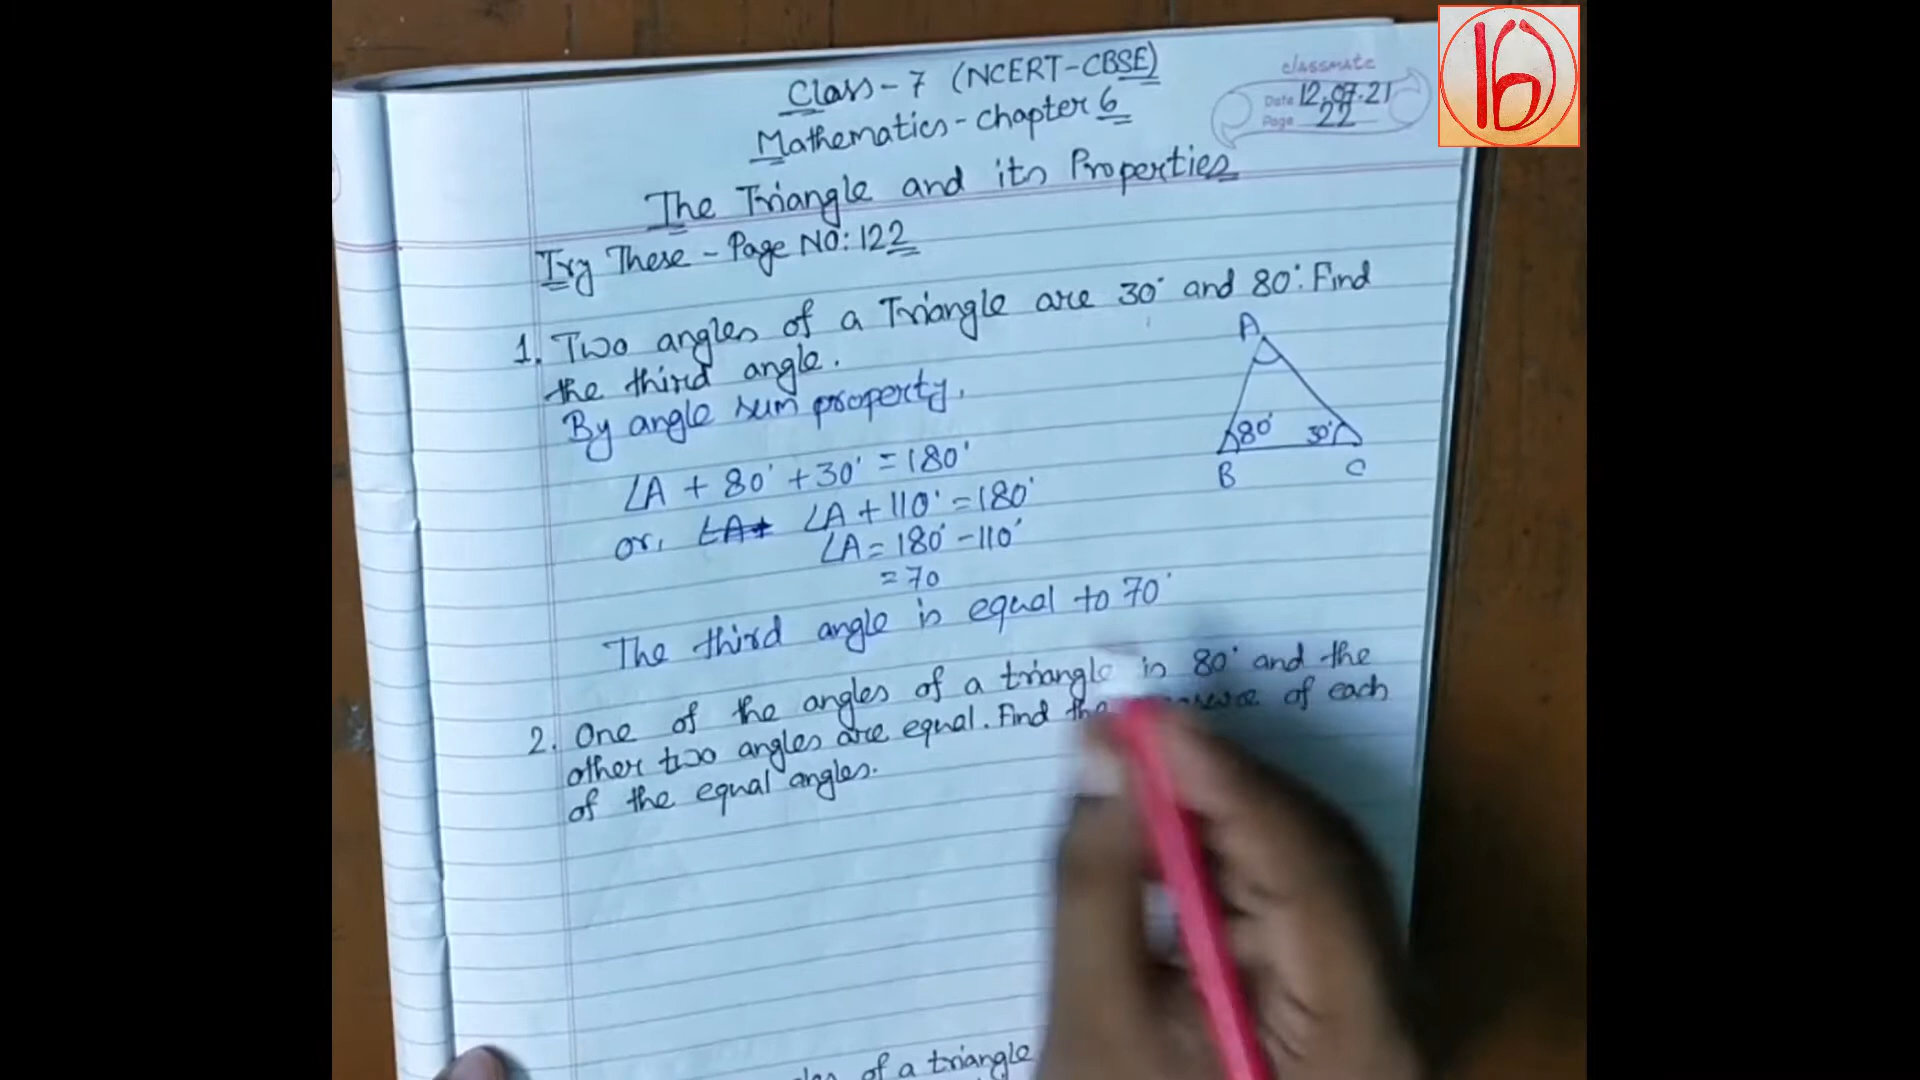 Class-7 (NCERT-CBSE)
Mathematics-chapter 6
classmate
Date 12.07.21
Page 22
The Triangle and its Properties
Try These - Page NO: 122
1. Two angles of a Triangle are 30° and 80°. Find
the third angle.
By angle sum property,
∠A + 80° + 30° = 180°
or, ∠A + 110° = 180°
∠A = 180° - 110°
= 70
The third angle is equal to 70°
A
80°
30°
B
C
2. One of the angles of a triangle is 80° and the
other two angles are equal. Find the of each
of the equal angles.
of a triangle